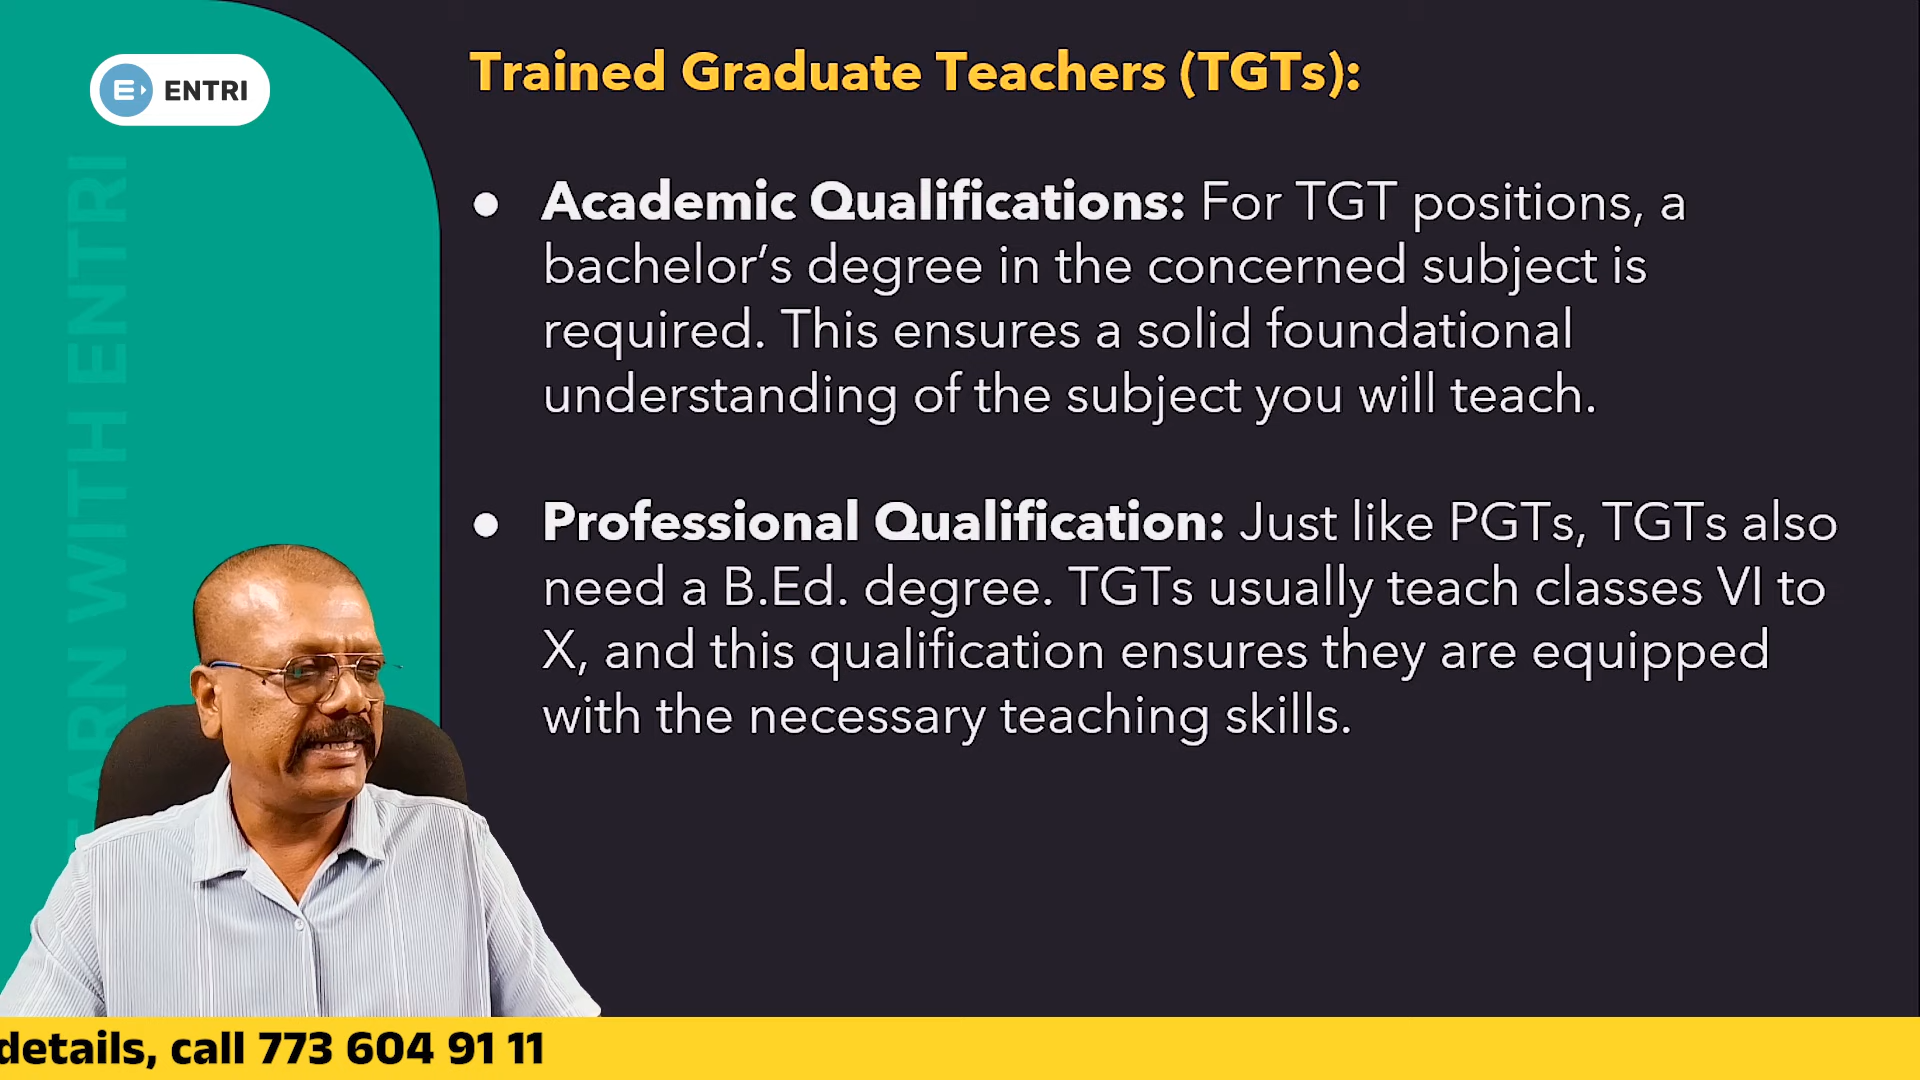 ENTRI
LEARN WITH ENTRI
Trained Graduate Teachers (TGTs):
● Academic Qualifications: For TGT positions, a
bachelor’s degree in the concerned subject is
required. This ensures a solid foundational
understanding of the subject you will teach.
● Professional Qualification: Just like PGTs, TGTs also
need a B.Ed. degree. TGTs usually teach classes VI to
X, and this qualification ensures they are equipped
with the necessary teaching skills.
details, call 773 604 91 11